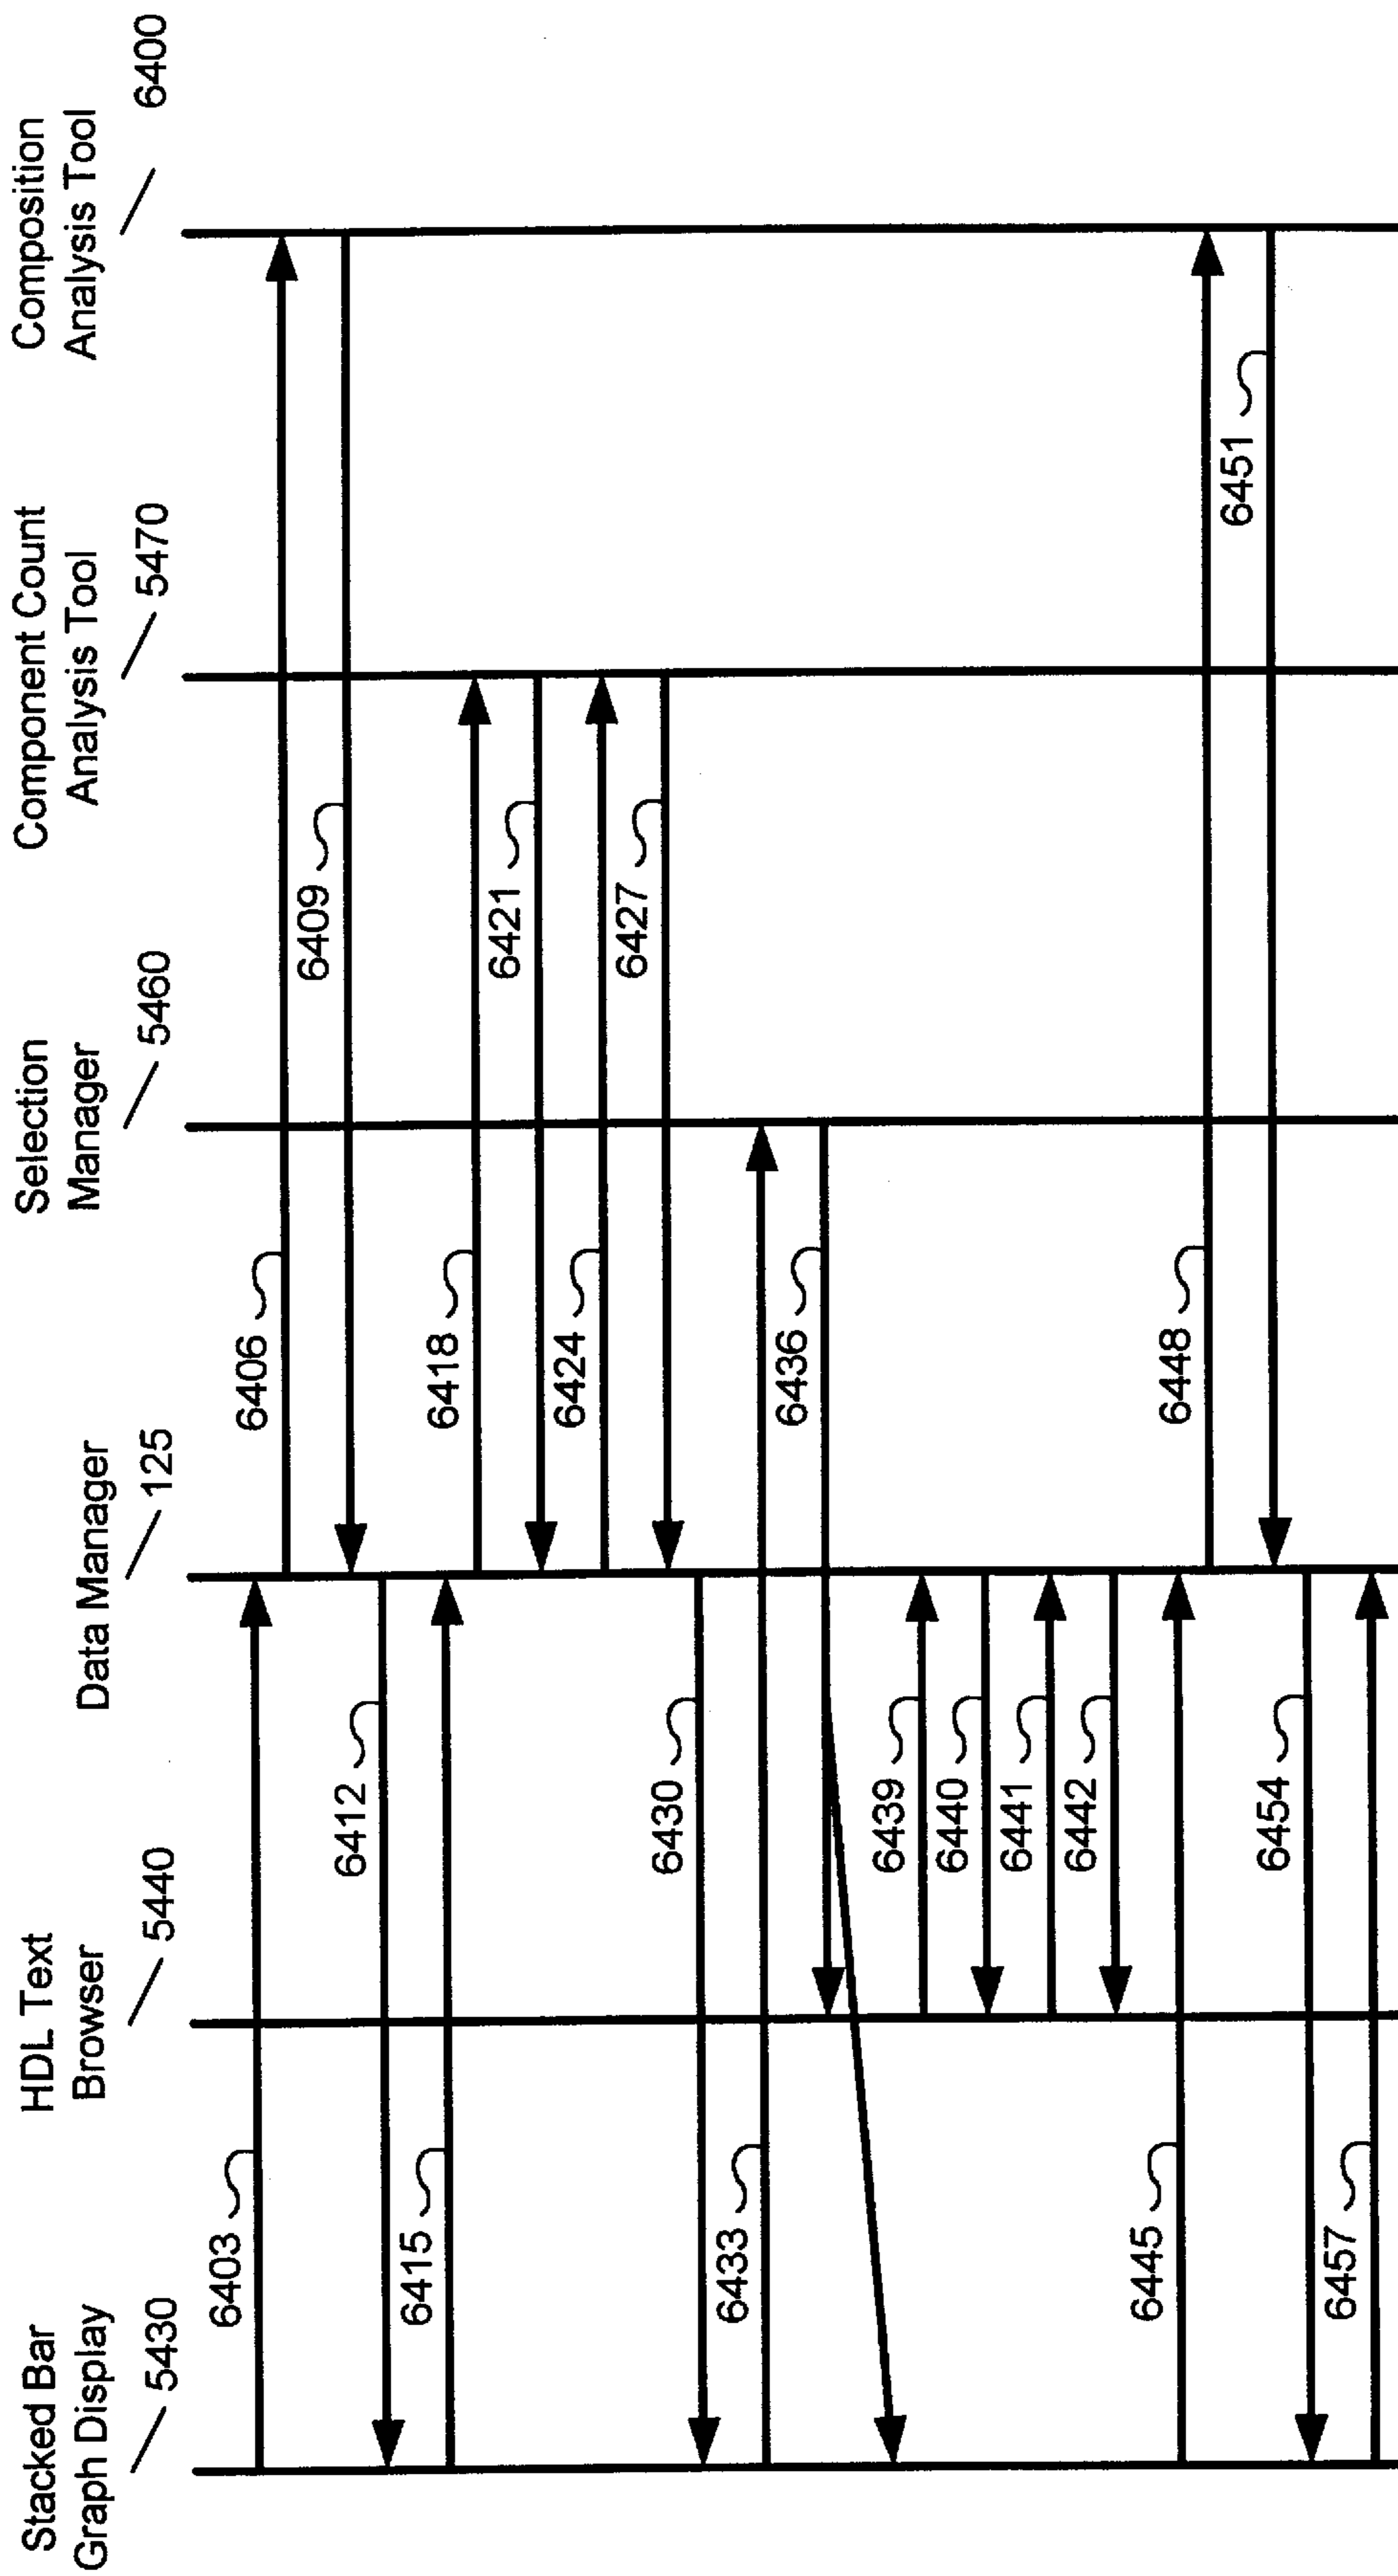 Stacked Bar
Graph Display
5430
HDL Text
Browser
5440
Data Manager
125
Selection
Manager
5460
Component Count
Analysis Tool
5470
Composition
Analysis Tool
6400
6403
6406
6409
6412
6415
6418
6421
6424
6427
6430
6433
6436
6439
6440
6441
6442
6445
6448
6451
6454
6457